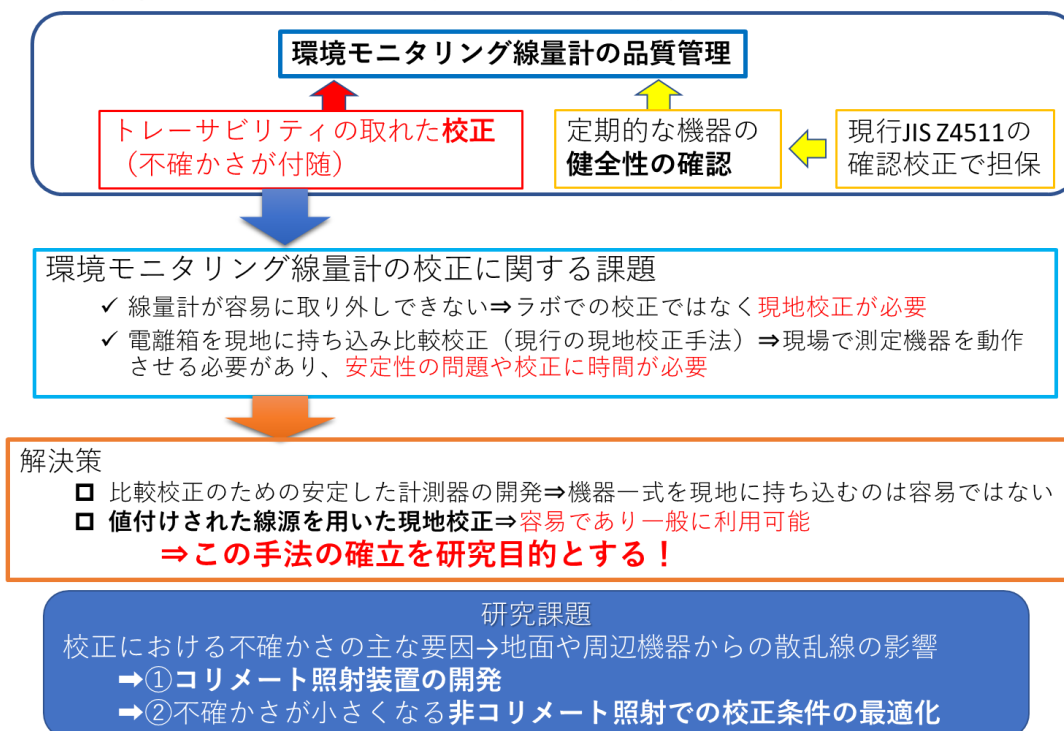 環境モニタリング線量計の品質管理
トレーサビリティの取れた校正
（不確かさが付随）
定期的な機器の
健全性の確認
現行JIS Z4511の
確認校正で担保
環境モニタリング線量計の校正に関する課題
✓ 線量計が容易に取り外しできない⇒ラボでの校正ではなく現地校正が必要
✓ 電離箱を現地に持ち込み比較校正（現行の現地校正手法）⇒現場で測定機器を動作
させる必要があり、安定性の問題や校正に時間が必要
解決策
□ 比較校正のための安定した計測器の開発⇒機器一式を現地に持ち込むのは容易ではない
□ 値付けされた線源を用いた現地校正⇒容易であり一般に利用可能
⇒この手法の確立を研究目的とする！
研究課題
校正における不確かさの主な要因→地面や周辺機器からの散乱線の影響
➡①コリメート照射装置の開発
➡②不確かさが小さくなる非コリメート照射での校正条件の最適化